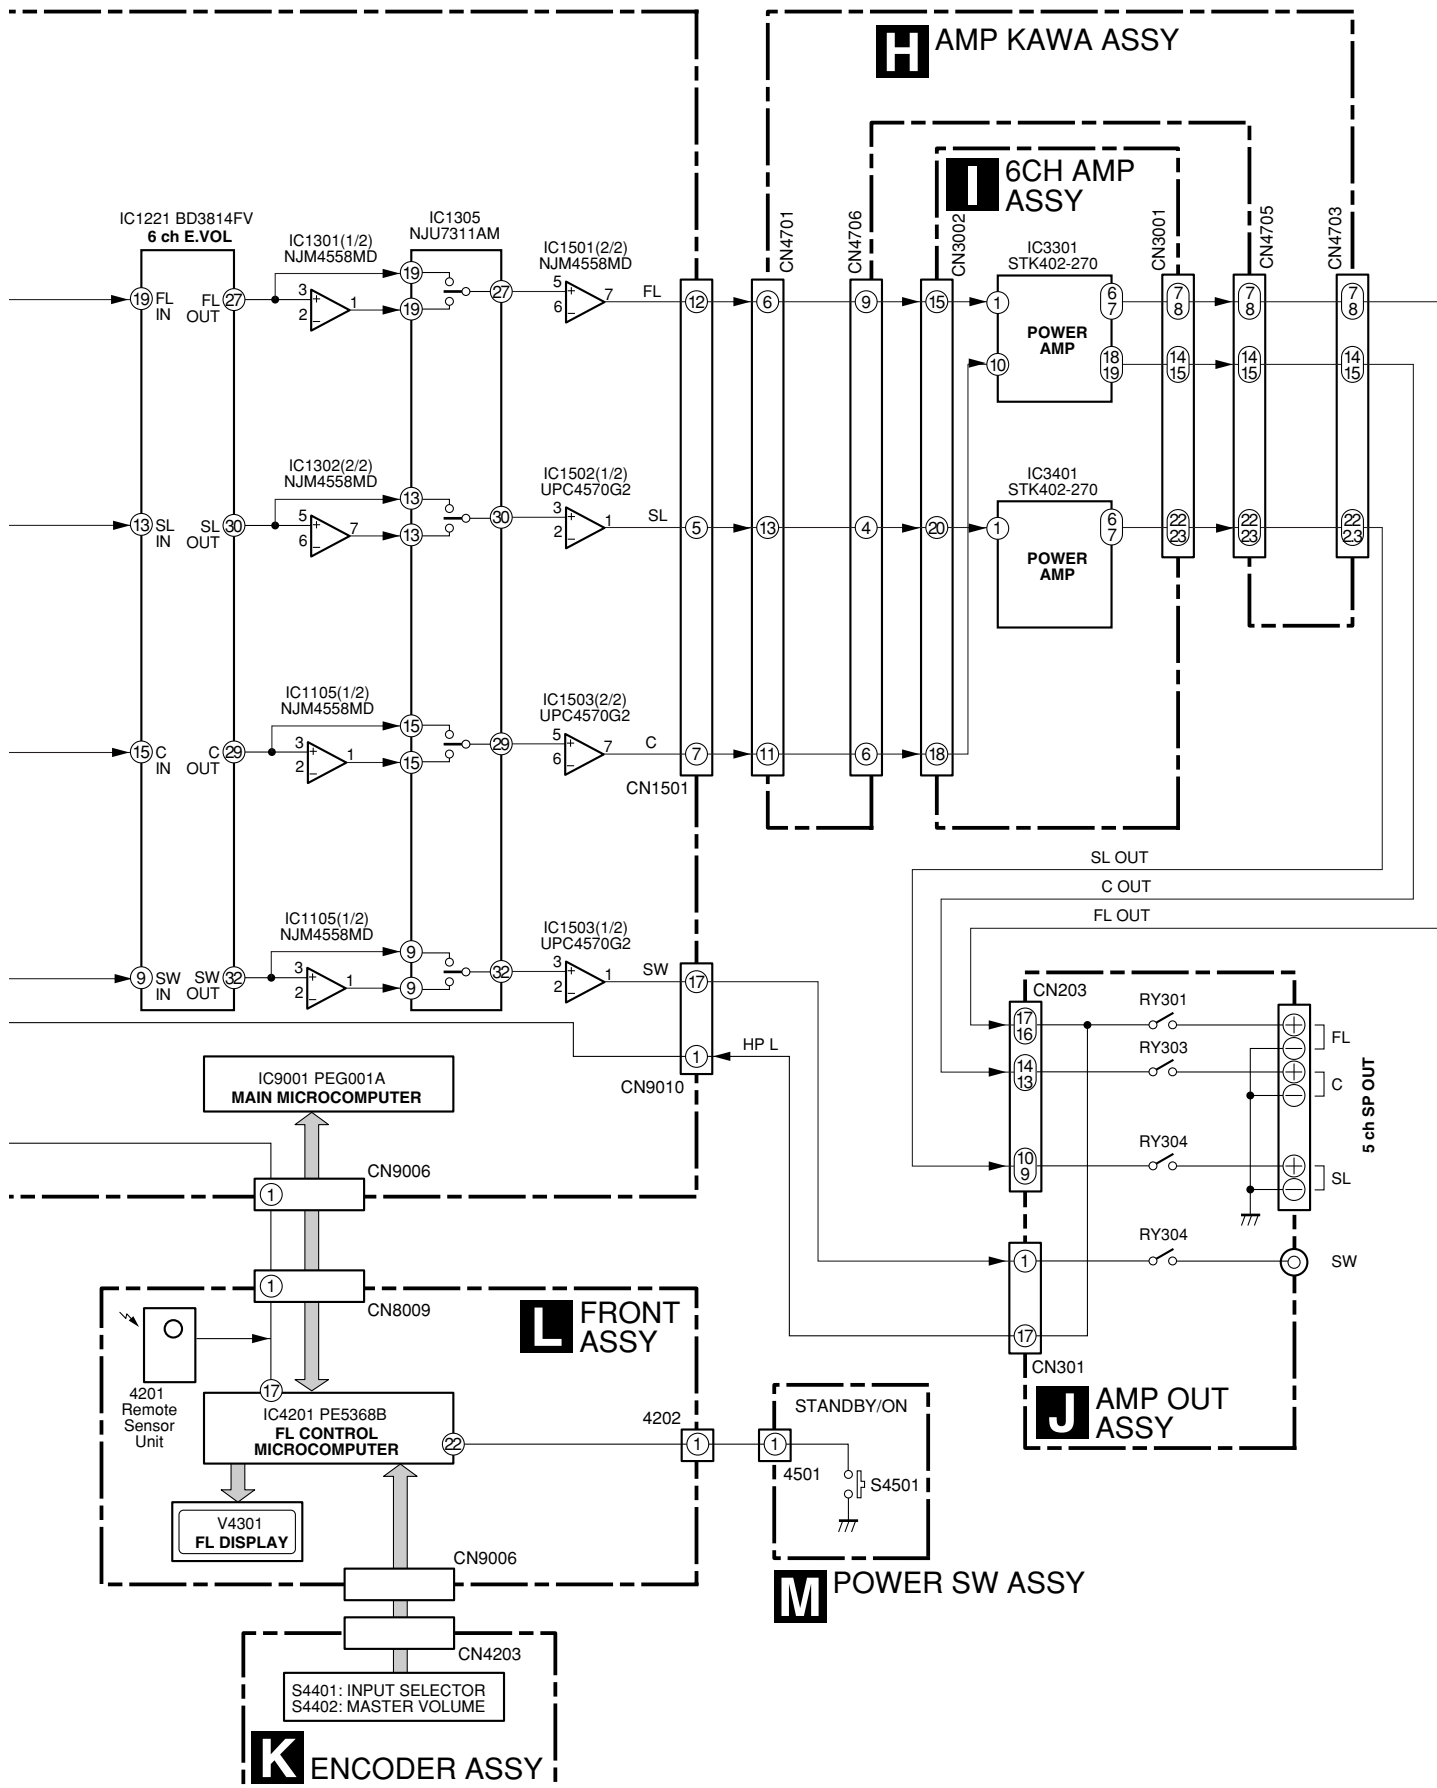 H AMP KAWA ASSY
I 6CH AMP
ASSY
CN4701
CN4706
CN3002
CN3001
CN4705
CN4703
IC1221 BD3814FV
6 ch E.VOL
IC1301(1/2)
NJM4558MD
IC1305
NJU7311AM
IC1501(2/2)
NJM4558MD
IC3301
STK402-270
19 FL
IN
FL 27
OUT
3
+
2
−
1
19
19
27
5
+
6
−
7
FL
12
6
9
15
1
10
POWER
AMP
6
7
18
19
7
8
14
15
7
8
14
15
7
8
14
15
IC1302(2/2)
NJM4558MD
IC1502(1/2)
UPC4570G2
IC3401
STK402-270
13 SL
IN
SL 30
OUT
5
+
6
−
7
13
13
30
3
+
2
−
1
SL
5
13
4
20
1
POWER
AMP
6
7
22
23
22
23
22
23
IC1105(1/2)
NJM4558MD
IC1503(2/2)
UPC4570G2
15 C
IN
C 29
OUT
3
+
2
−
1
15
15
29
5
+
6
−
7
C
7
11
6
18
CN1501
SL OUT
C OUT
FL OUT
IC1105(1/2)
NJM4558MD
IC1503(1/2)
UPC4570G2
9 SW
IN
SW 32
OUT
3
+
2
−
1
9
9
32
3
+
2
−
1
SW
17
HP L
1
CN9010
CN203
17
16
14
13
10
9
RY301
RY303
RY304
RY304
+
−
FL
+
−
C
+
−
SL
5 ch SP OUT
1
SW
17
CN301
J AMP OUT
ASSY
IC9001 PEG001A
MAIN MICROCOMPUTER
CN9006
1
1
CN8009
L FRONT
ASSY
4201
Remote
Sensor
Unit
17
IC4201 PE5368B
FL CONTROL
MICROCOMPUTER
22
4202
1
STANDBY/ON
1
4501
S4501
M POWER SW ASSY
V4301
FL DISPLAY
CN9006
CN4203
S4401: INPUT SELECTOR
S4402: MASTER VOLUME
K ENCODER ASSY